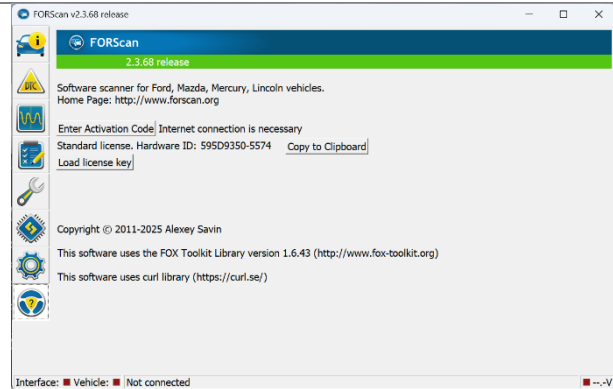 FORScan v2.3.68 release
FORScan
2.3.68 release
DTC
Software scanner for Ford, Mazda, Mercury, Lincoln vehicles.
Home Page: http://www.forscan.org
Enter Activation Code Internet connection is necessary
Standard license. Hardware ID: 595D9350-5574 Copy to Clipboard
Load license key
Copyright © 2011-2025 Alexey Savin
This software uses the FOX Toolkit Library version 1.6.43 (http://www.fox-toolkit.org)
This software uses curl library (https://curl.se/)
Interface: Vehicle: Not connected --.-V